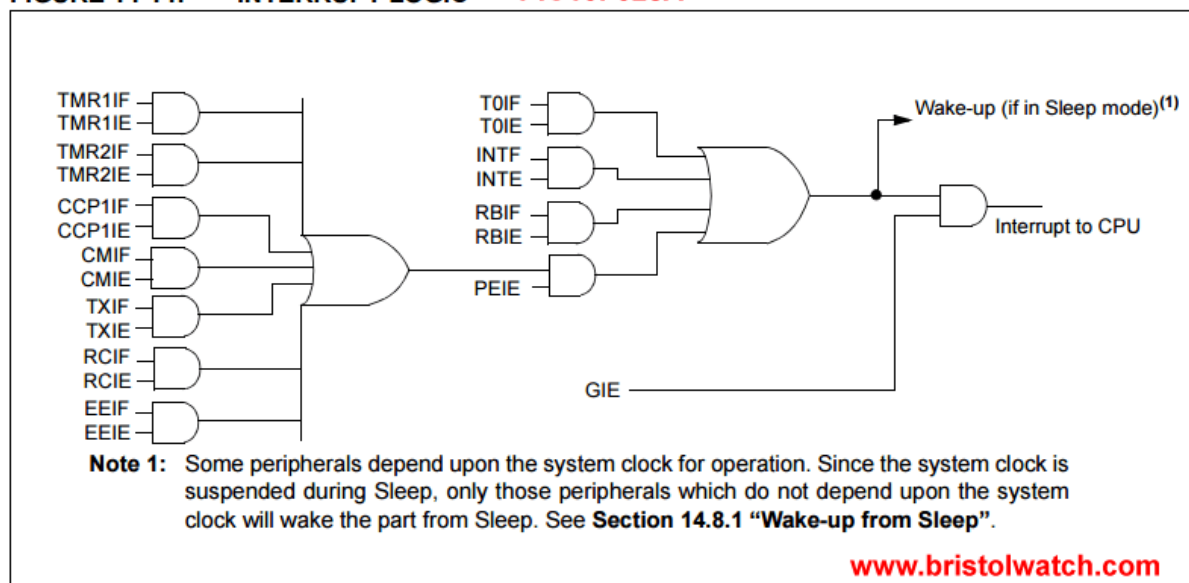 INTERRUPT LOGIC
TMR1IF
TMR1IE
TMR2IF
TMR2IE
CCP1IF
CCP1IE
CMIF
CMIE
TXIF
TXIE
RCIF
RCIE
EEIF
EEIE
T0IF
T0IE
INTF
INTE
RBIF
RBIE
PEIE
GIE
Wake-up (if in Sleep mode)(1)
Interrupt to CPU
Note 1: Some peripherals depend upon the system clock for operation. Since the system clock is
suspended during Sleep, only those peripherals which do not depend upon the system
clock will wake the part from Sleep. See Section 14.8.1 “Wake-up from Sleep”.
www.bristolwatch.com